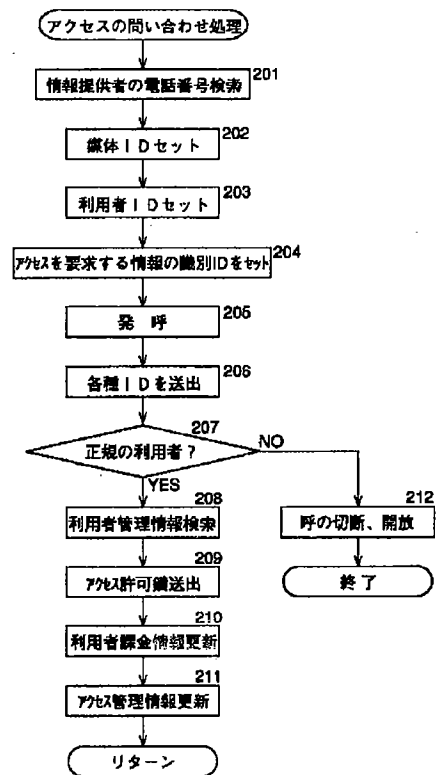 アクセスの問い合わせ処理
201
情報提供者の電話番号検索
202
媒体IDセット
203
利用者IDセット
204
アクセスを要求する情報の識別IDをセット
205
発 呼
206
各種IDを送出
207
正規の利用者?
NO
YES
208
利用者管理情報検索
212
呼の切断、開放
209
アクセス許可鍵送出
終了
210
利用者課金情報更新
211
アクセス管理情報更新
リターン